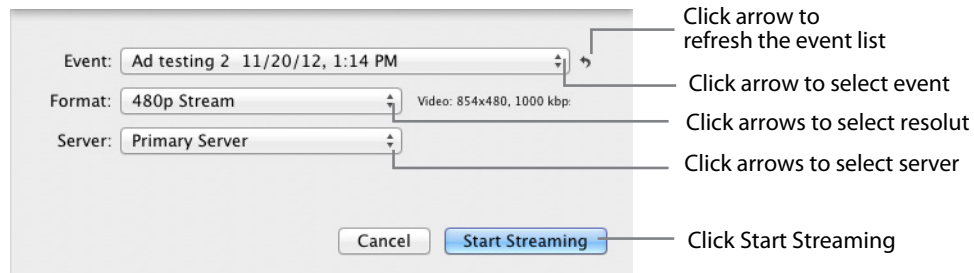 Click arrow to
refresh the event list
Event: Ad testing 2 11/20/12, 1:14 PM
Click arrow to select event
Format: 480p Stream Video: 854x480, 1000 kbp:
Click arrows to select resolut
Server: Primary Server
Click arrows to select server
Cancel Start Streaming
Click Start Streaming